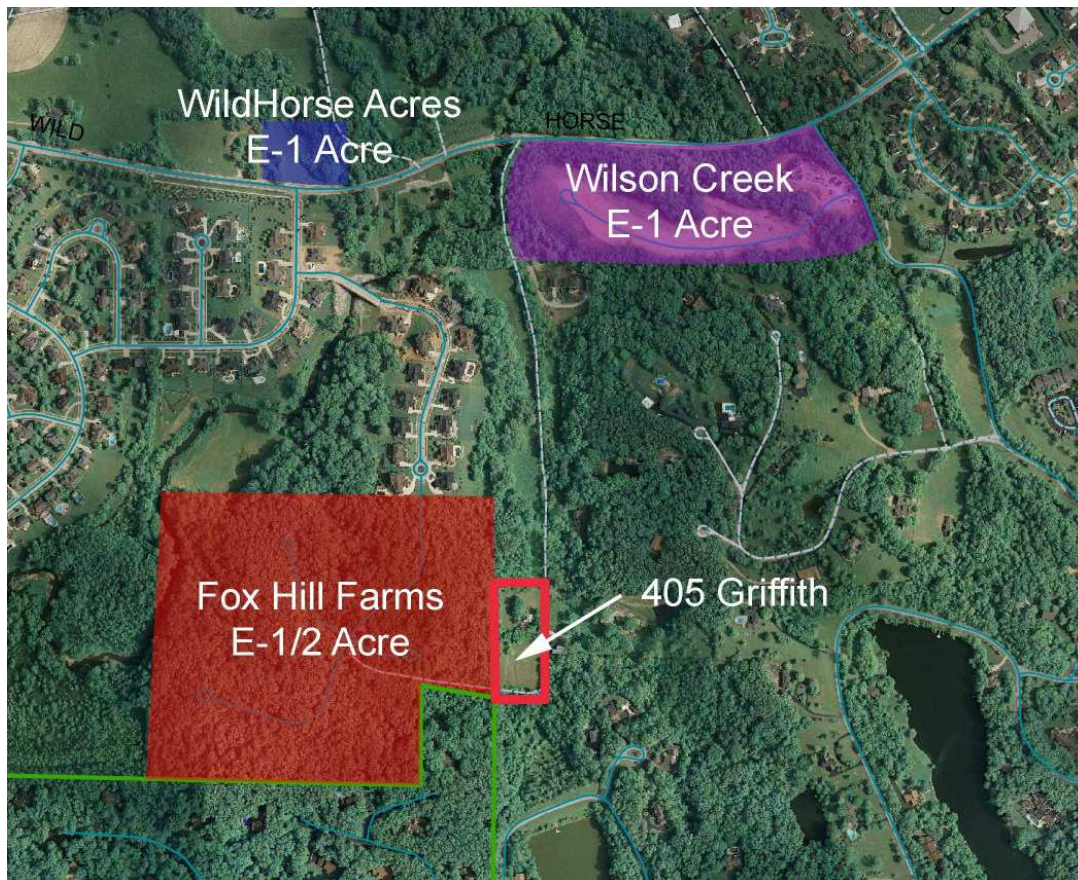 WildHorse Acres
E-1 Acre
WILD
HORSE
Wilson Creek
E-1 Acre
Fox Hill Farms
E-1/2 Acre
405 Griffith